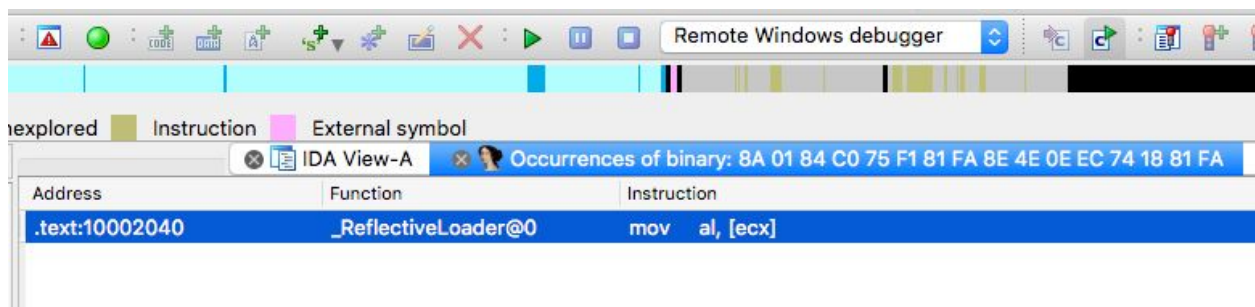 Remote Windows debugger
nexplored Instruction External symbol
IDA View-A Occurrences of binary: 8A 01 84 C0 75 F1 81 FA 8E 4E 0E EC 74 18 81 FA
Address Function Instruction
.text:10002040 _ReflectiveLoader@0 mov al, [ecx]